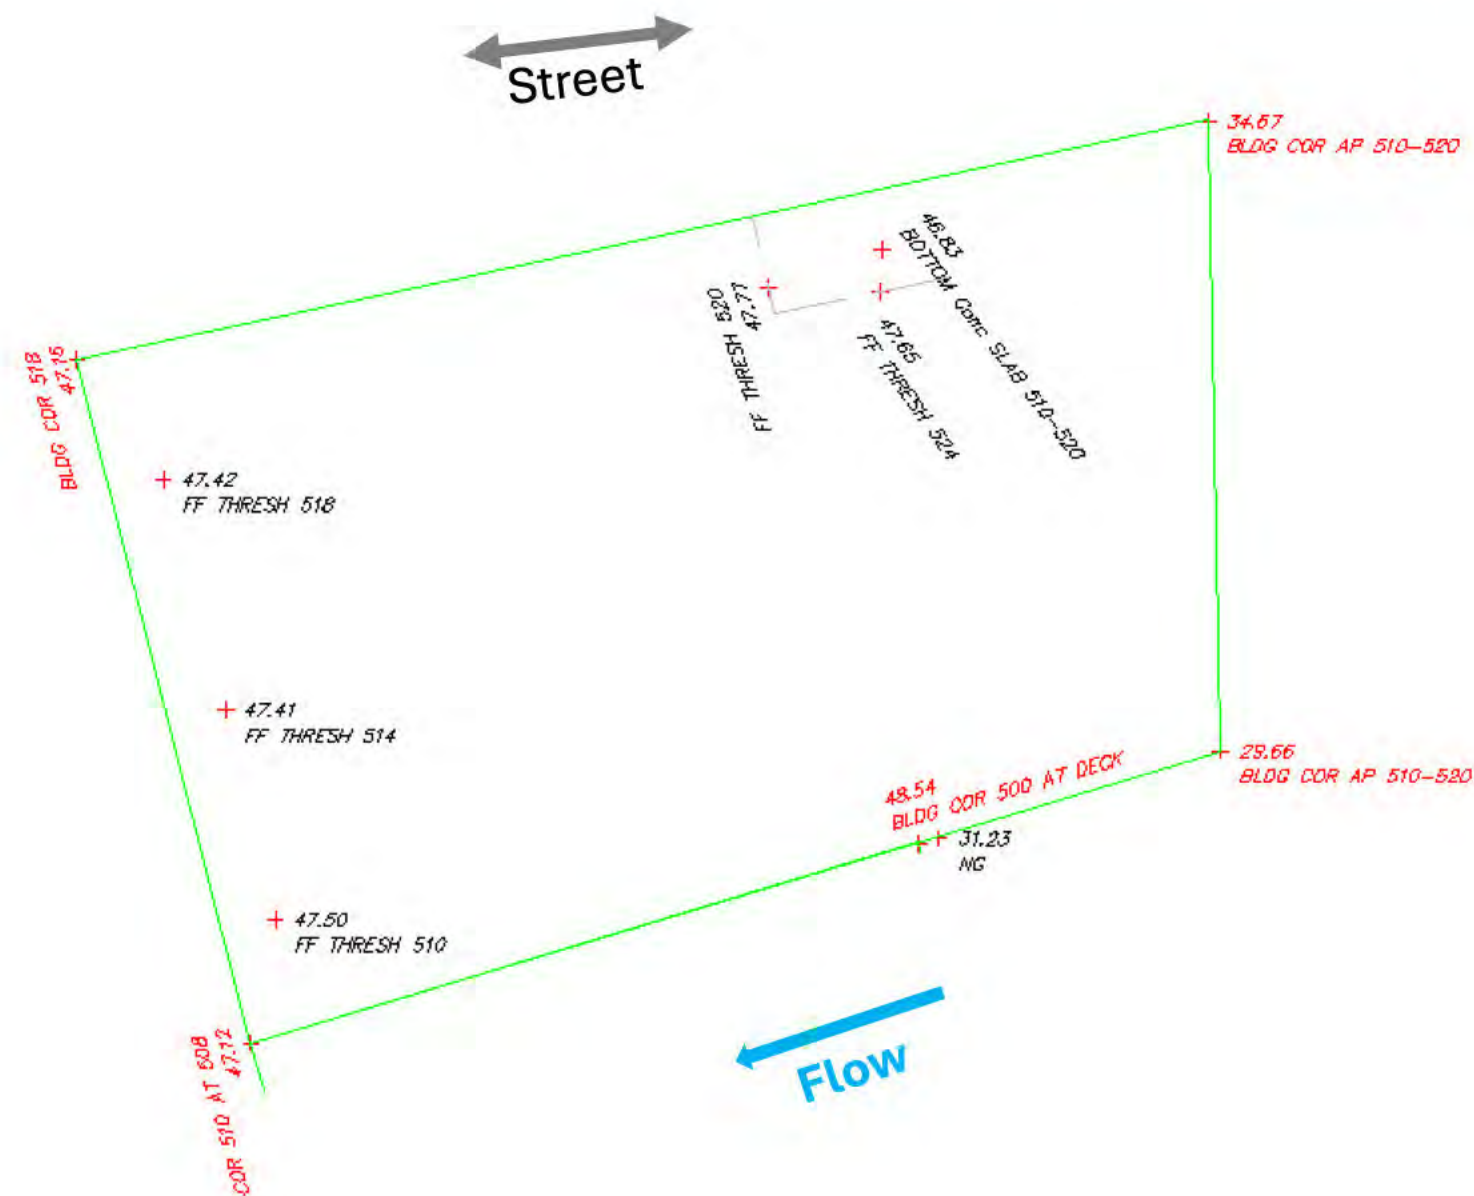 Street
34.67
BLDG COR AP 510-520
46.83
BOTTOM Conc SLAB 510-520
47.77
FF THRESH 520
47.65
FF THRESH 524
BLDG COR 518
47.15
47.42
FF THRESH 518
47.41
FF THRESH 514
48.54
BLDG COR 500 AT DECK
29.66
BLDG COR AP 510-520
31.23
NG
47.50
FF THRESH 510
COR 510 AT 508
47.12
Flow